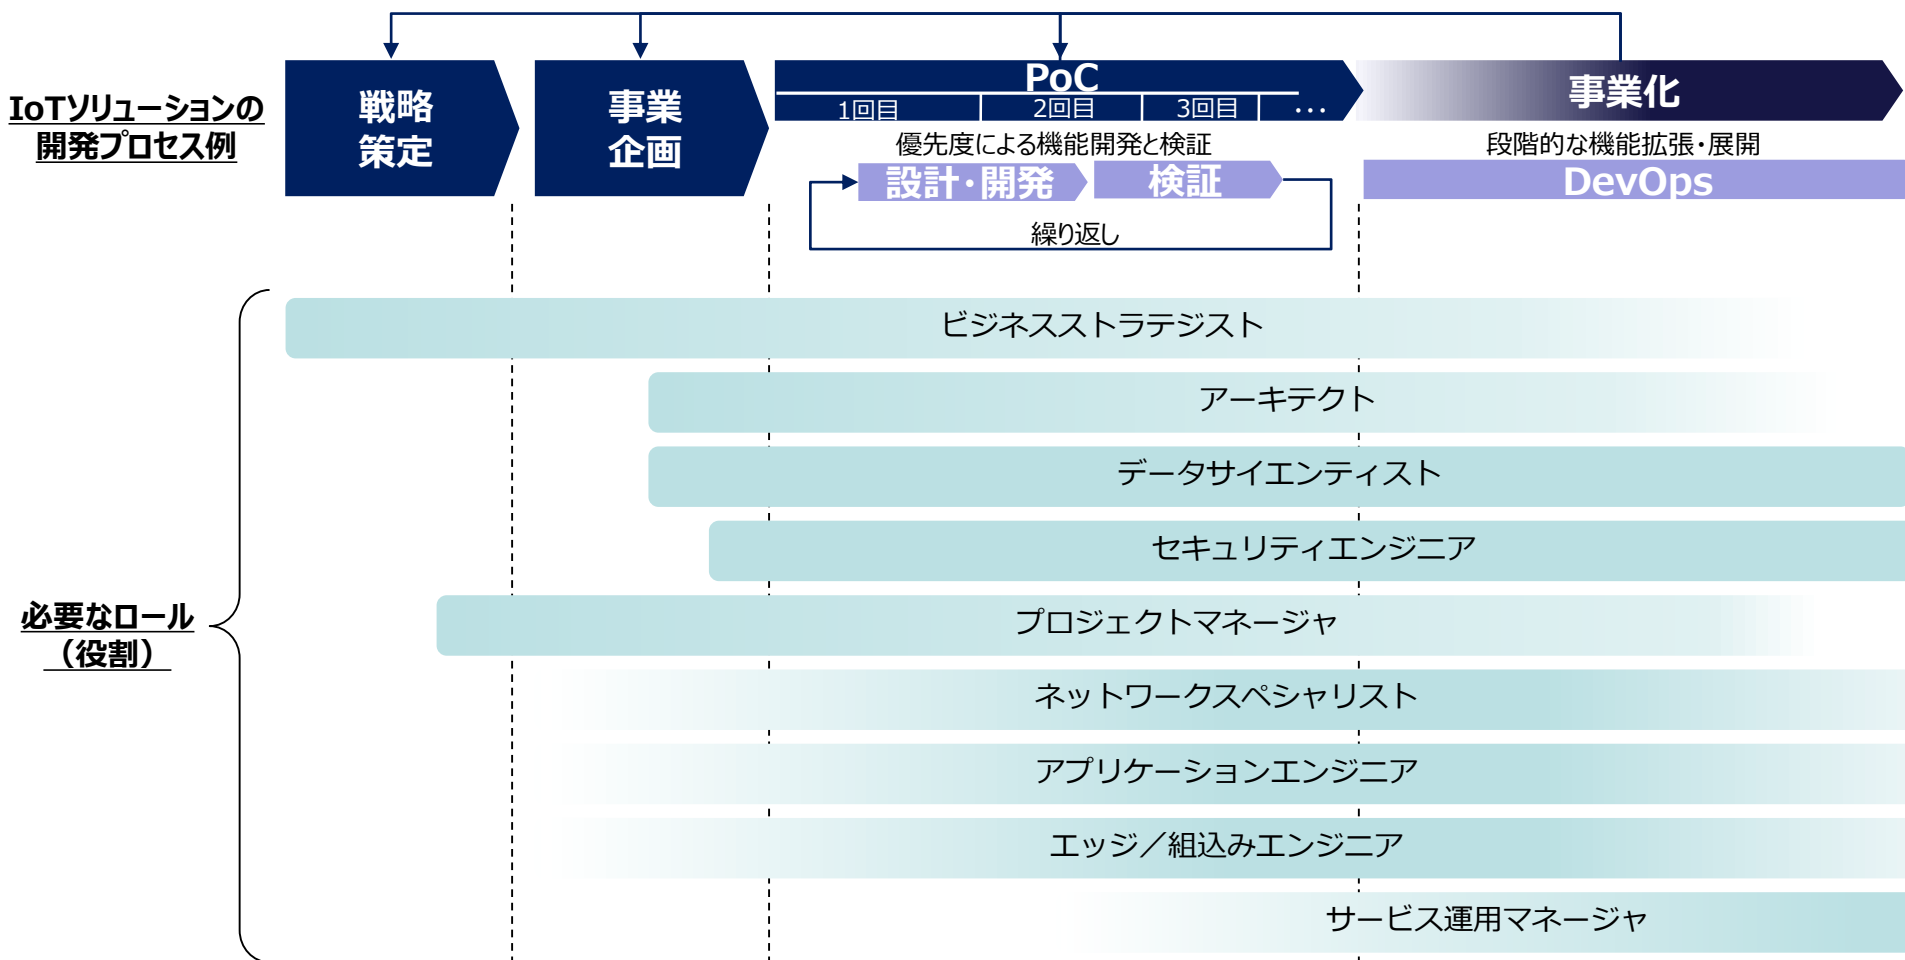 IoTソリューションの
開発プロセス例
戦略
策定
事業
企画
PoC
1回目
2回目
3回目
…
優先度による機能開発と検証
設計・開発
検証
繰り返し
事業化
段階的な機能拡張・展開
DevOps
必要なロール
（役割）
ビジネスストラテジスト
アーキテクト
データサイエンティスト
セキュリティエンジニア
プロジェクトマネージャ
ネットワークスペシャリスト
アプリケーションエンジニア
エッジ／組込みエンジニア
サービス運用マネージャ